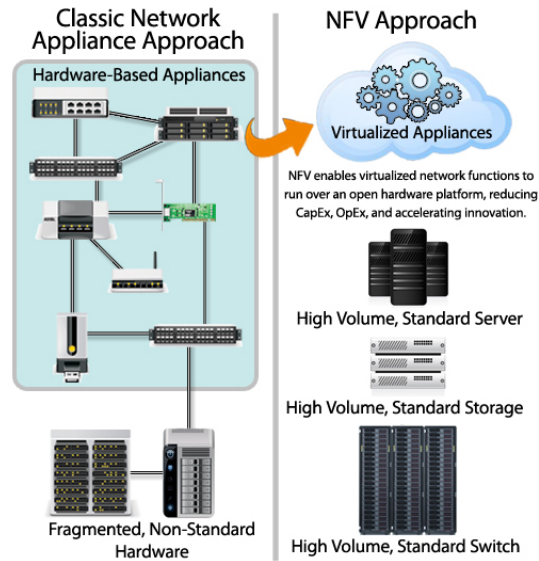 Classic Network
Appliance Approach
Hardware-Based Appliances
Fragmented, Non-Standard
Hardware
NFV Approach
Virtualized Appliances
NFV enables virtualized network functions to
run over an open hardware platform, reducing
CapEx, OpEx, and accelerating innovation.
High Volume, Standard Server
High Volume, Standard Storage
High Volume, Standard Switch